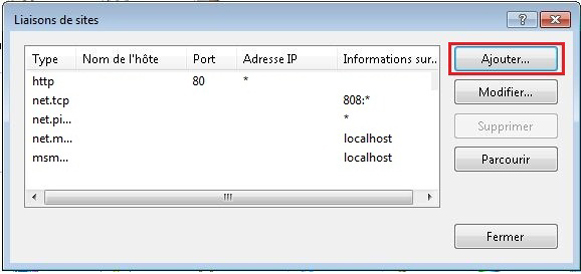 Liaisons de sites
Type Nom de l'hôte Port Adresse IP Informations sur...
http 80 *
net.tcp 808:*
net.pi... *
net.m... localhost
msm... localhost
Ajouter...
Modifier...
Supprimer
Parcourir
Fermer